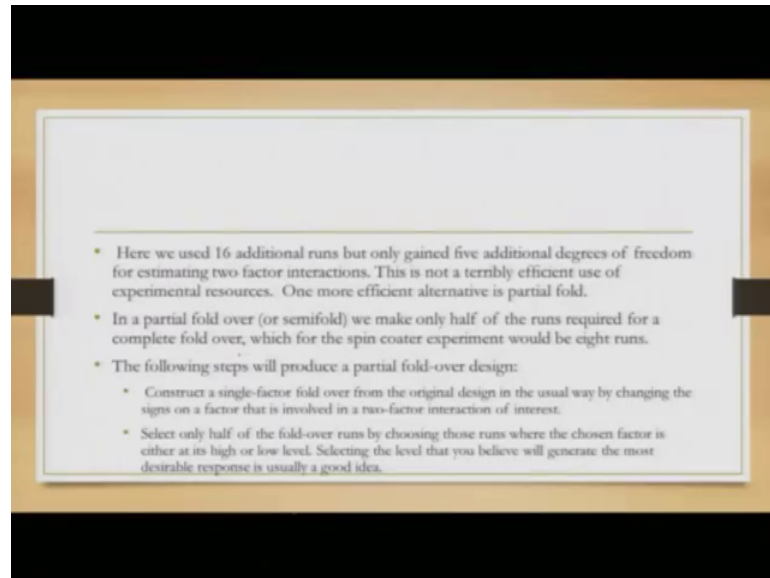 • Here we used 16 additional runs but only gained five additional degrees of freedom
for estimating two factor interactions. This is not a terribly efficient use of
experimental resources. One more efficient alternative is partial fold.
• In a partial fold over (or semifold) we make only half of the runs required for a
complete fold over, which for the spin coater experiment would be eight runs.
• The following steps will produce a partial fold-over design:
• Construct a single-factor fold over from the original design in the usual way by changing the
signs on a factor that is involved in a two-factor interaction of interest.
• Select only half of the fold-over runs by choosing those runs where the chosen factor is
either at its high or low level. Selecting the level that you believe will generate the most
desirable response is usually a good idea.